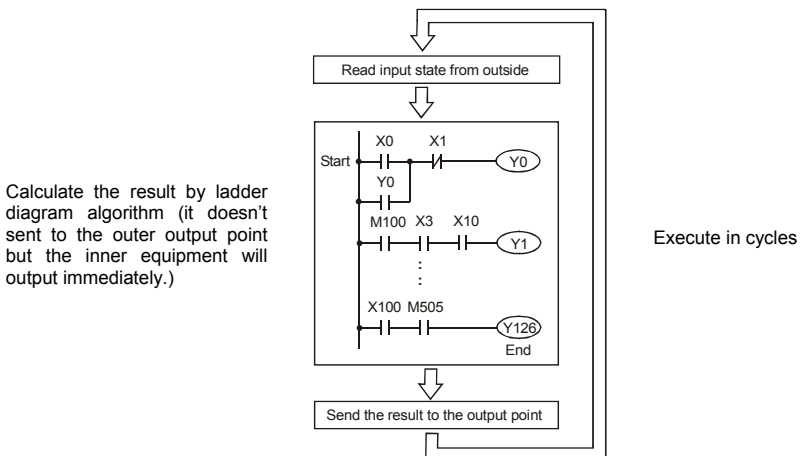 Read input state from outside
X0 X1
Start Y0
Y0
M100 X3 X10
Y1
X100 M505
Y126
End
Send the result to the output point
Calculate the result by ladder
diagram algorithm (it doesn't
sent to the outer output point
but the inner equipment will
output immediately.)
Execute in cycles